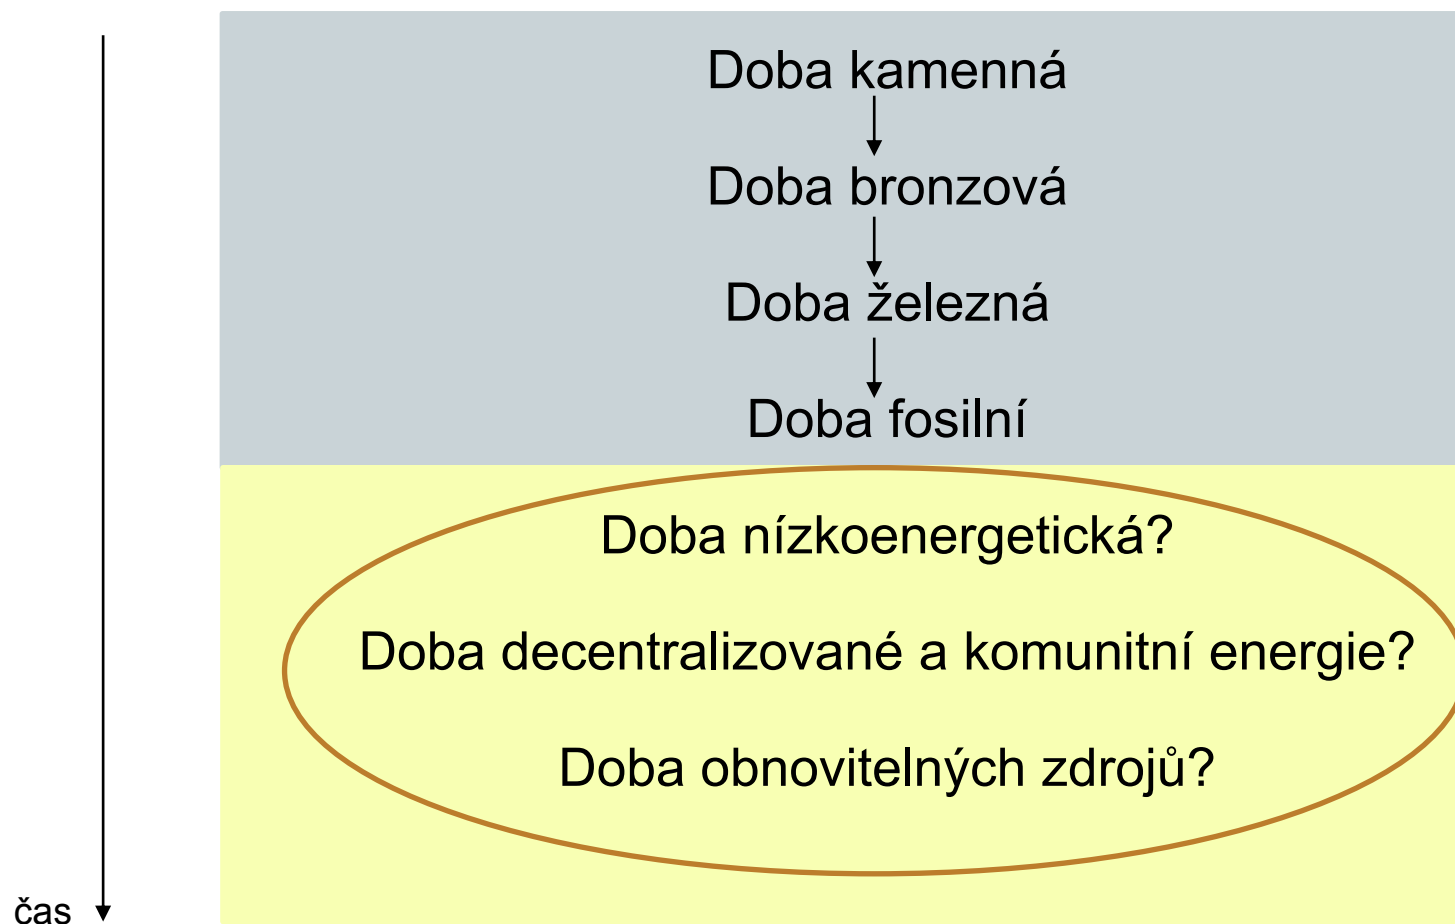 Doba kamenná
Doba bronzová
Doba železná
Doba fosilní
Doba nízkoenergetická?
Doba decentralizované a komunitní energie?
Doba obnovitelných zdrojů?
čas